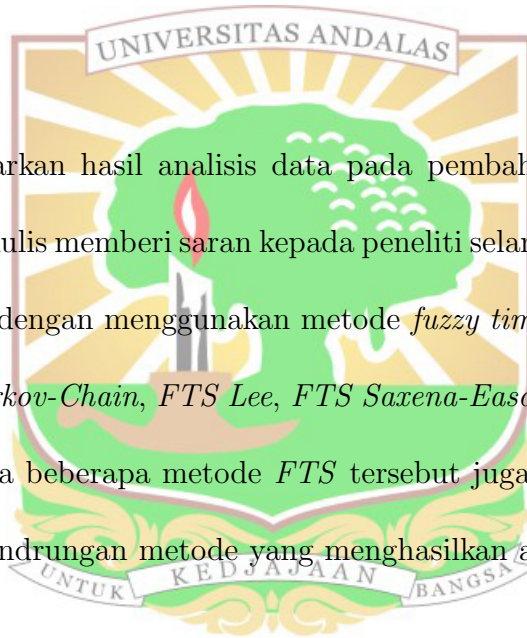 UNIVERSITAS ANDALAS
arkan hasil analisis data pada pembah
ulis memberi saran kepada peneliti selan
dengan menggunakan metode fuzzy tim
rkov-Chain, FTS Lee, FTS Saxena-Easo
a beberapa metode FTS tersebut juga
ndrungan metode yang menghasilkan a
UNTUK KEDJAJAAN BANGSA